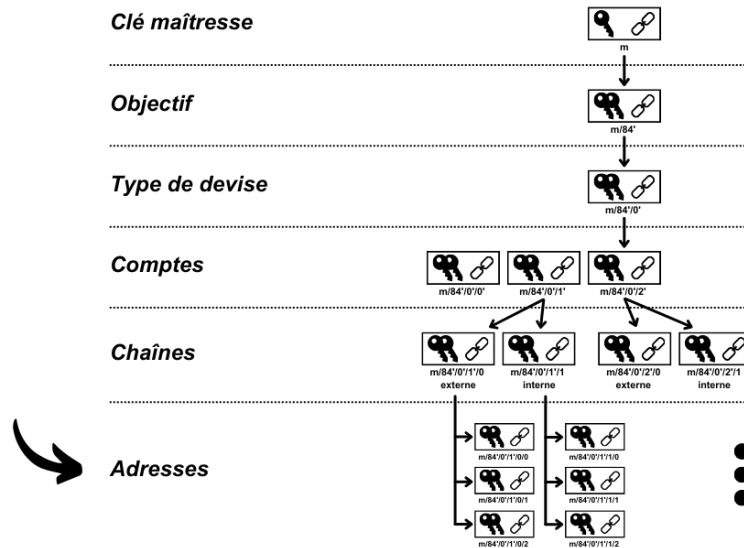 Clé maîtresse
m
Objectif
m/84'
Type de devise
m/84'/0'
Comptes
m/84'/0'/0' m/84'/0'/1' m/84'/0'/2'
Chaînes
m/84'/0'/1'/0 m/84'/0'/1'/1 m/84'/0'/2'/0 m/84'/0'/2'/1
externe interne externe interne
m/84'/0'/1'/0/0 m/84'/0'/1'/1/0
Adresses
m/84'/0'/1'/0/1 m/84'/0'/1'/1/1
m/84'/0'/1'/0/2 m/84'/0'/1'/1/2